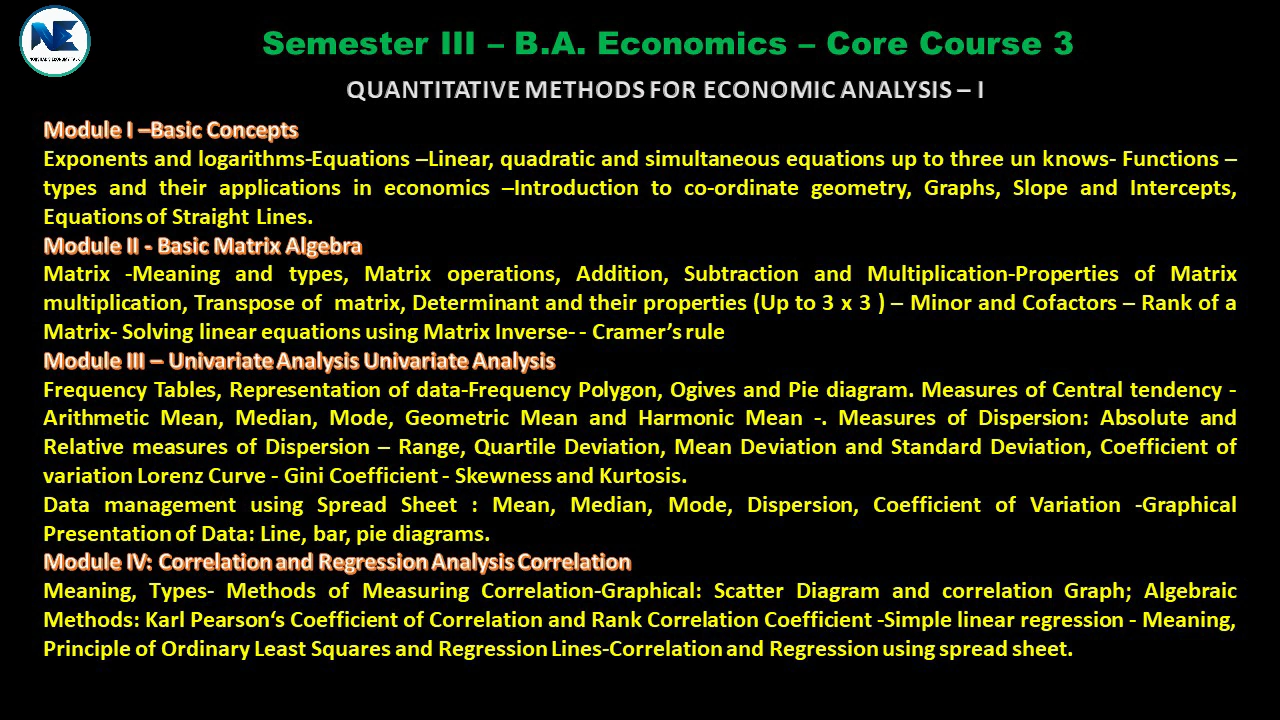 NE
Semester III – B.A. Economics – Core Course 3
QUANTITATIVE METHODS FOR ECONOMIC ANALYSIS – I
Module I –Basic Concepts
Exponents and logarithms-Equations –Linear, quadratic and simultaneous equations up to three un knows- Functions –
types and their applications in economics –Introduction to co-ordinate geometry, Graphs, Slope and Intercepts,
Equations of Straight Lines.
Module II - Basic Matrix Algebra
Matrix -Meaning and types, Matrix operations, Addition, Subtraction and Multiplication-Properties of Matrix
multiplication, Transpose of matrix, Determinant and their properties (Up to 3 x 3 ) – Minor and Cofactors – Rank of a
Matrix- Solving linear equations using Matrix Inverse- - Cramer’s rule
Module III – Univariate Analysis Univariate Analysis
Frequency Tables, Representation of data-Frequency Polygon, Ogives and Pie diagram. Measures of Central tendency -
Arithmetic Mean, Median, Mode, Geometric Mean and Harmonic Mean -. Measures of Dispersion: Absolute and
Relative measures of Dispersion – Range, Quartile Deviation, Mean Deviation and Standard Deviation, Coefficient of
variation Lorenz Curve - Gini Coefficient - Skewness and Kurtosis.
Data management using Spread Sheet : Mean, Median, Mode, Dispersion, Coefficient of Variation -Graphical
Presentation of Data: Line, bar, pie diagrams.
Module IV: Correlation and Regression Analysis Correlation
Meaning, Types- Methods of Measuring Correlation-Graphical: Scatter Diagram and correlation Graph; Algebraic
Methods: Karl Pearson‘s Coefficient of Correlation and Rank Correlation Coefficient -Simple linear regression - Meaning,
Principle of Ordinary Least Squares and Regression Lines-Correlation and Regression using spread sheet.